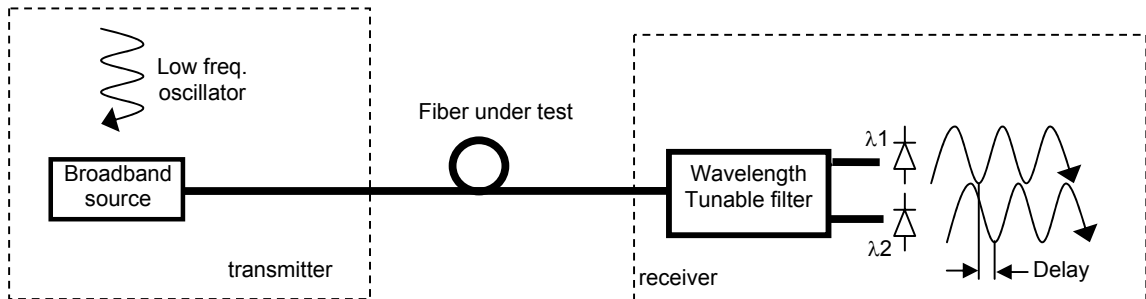 Low freq.
oscillator
Broadband
source
transmitter
Fiber under test
Wavelength
Tunable filter
λ1
λ2
Delay
receiver